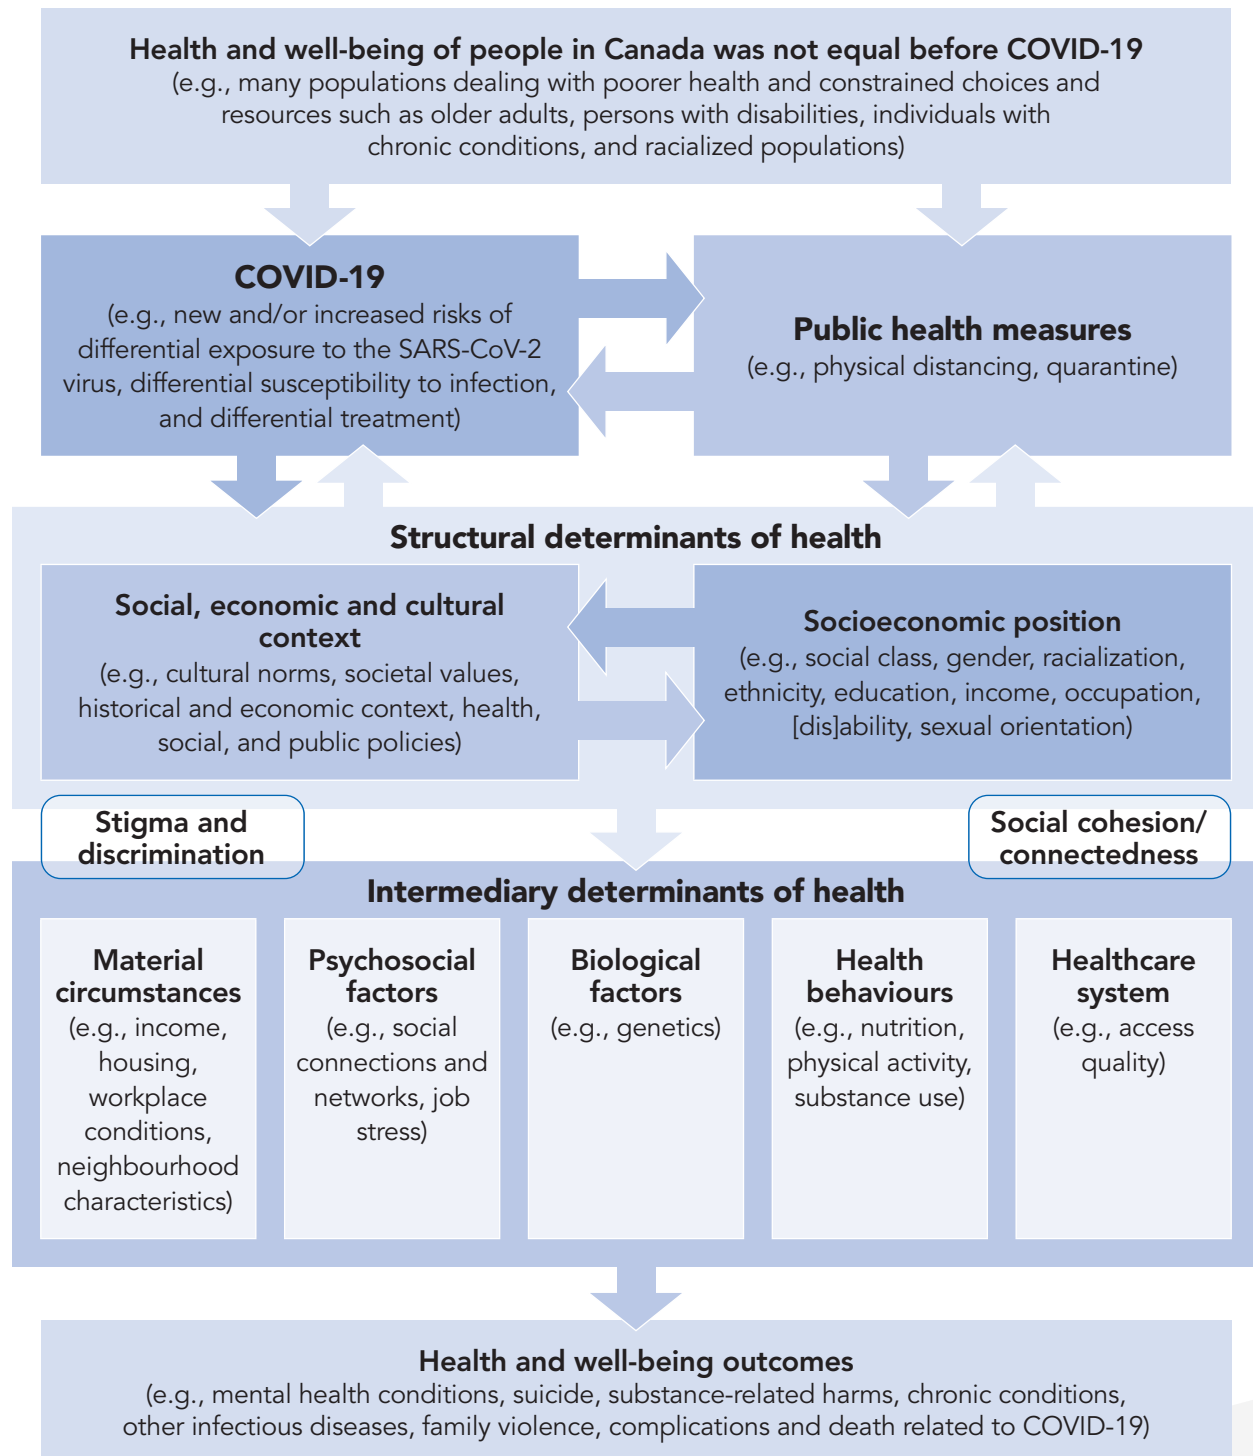 Health and well-being of people in Canada was not equal before COVID-19
(e.g., many populations dealing with poorer health and constrained choices and
resources such as older adults, persons with disabilities, individuals with
chronic conditions, and racialized populations)
COVID-19
(e.g., new and/or increased risks of
differential exposure to the SARS-CoV-2
virus, differential susceptibility to infection,
and differential treatment)
Public health measures
(e.g., physical distancing, quarantine)
Structural determinants of health
Social, economic and cultural
context
(e.g., cultural norms, societal values,
historical and economic context, health,
social, and public policies)
Socioeconomic position
(e.g., social class, gender, racialization,
ethnicity, education, income, occupation,
[dis]ability, sexual orientation)
Stigma and
discrimination
Social cohesion/
connectedness
Intermediary determinants of health
Material
circumstances
(e.g., income,
housing,
workplace
conditions,
neighbourhood
characteristics)
Psychosocial
factors
(e.g., social
connections and
networks, job
stress)
Biological
factors
(e.g., genetics)
Health
behaviours
(e.g., nutrition,
physical activity,
substance use)
Healthcare
system
(e.g., access
quality)
Health and well-being outcomes
(e.g., mental health conditions, suicide, substance-related harms, chronic conditions,
other infectious diseases, family violence, complications and death related to COVID-19)